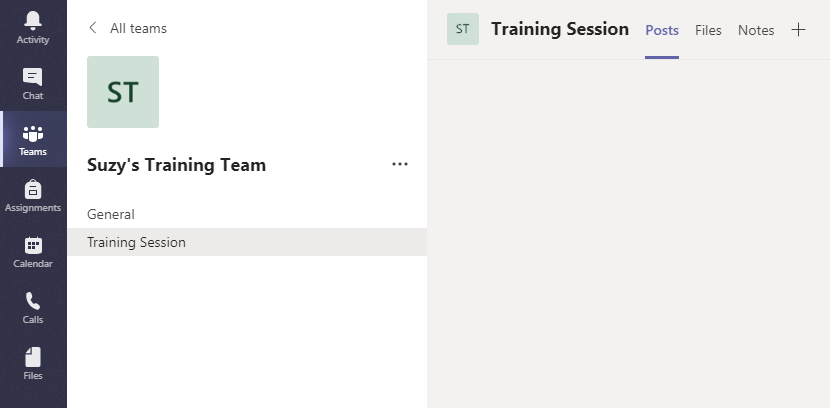 Activity
Chat
Teams
Assignments
Calendar
Calls
Files
All teams
ST
Suzy's Training Team
General
Training Session
ST Training Session Posts Files Notes